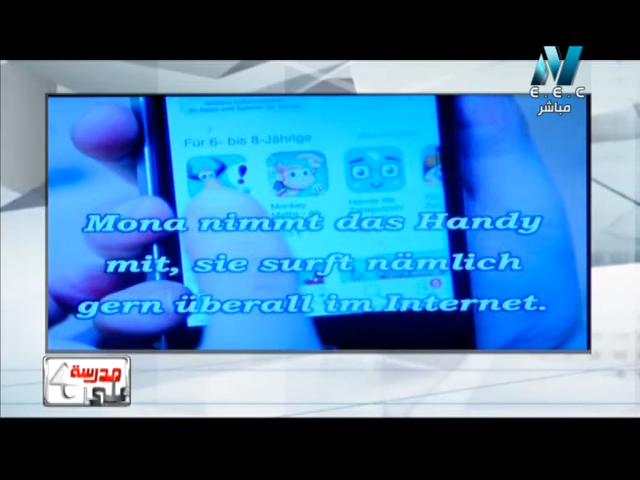 E.E.C
مباشر
Für 6- bis 8-Jährige
Monkey
Mona nimmt das Handy
mit, sie surft nämlich
gern überall im Internet.
مدرسة
على